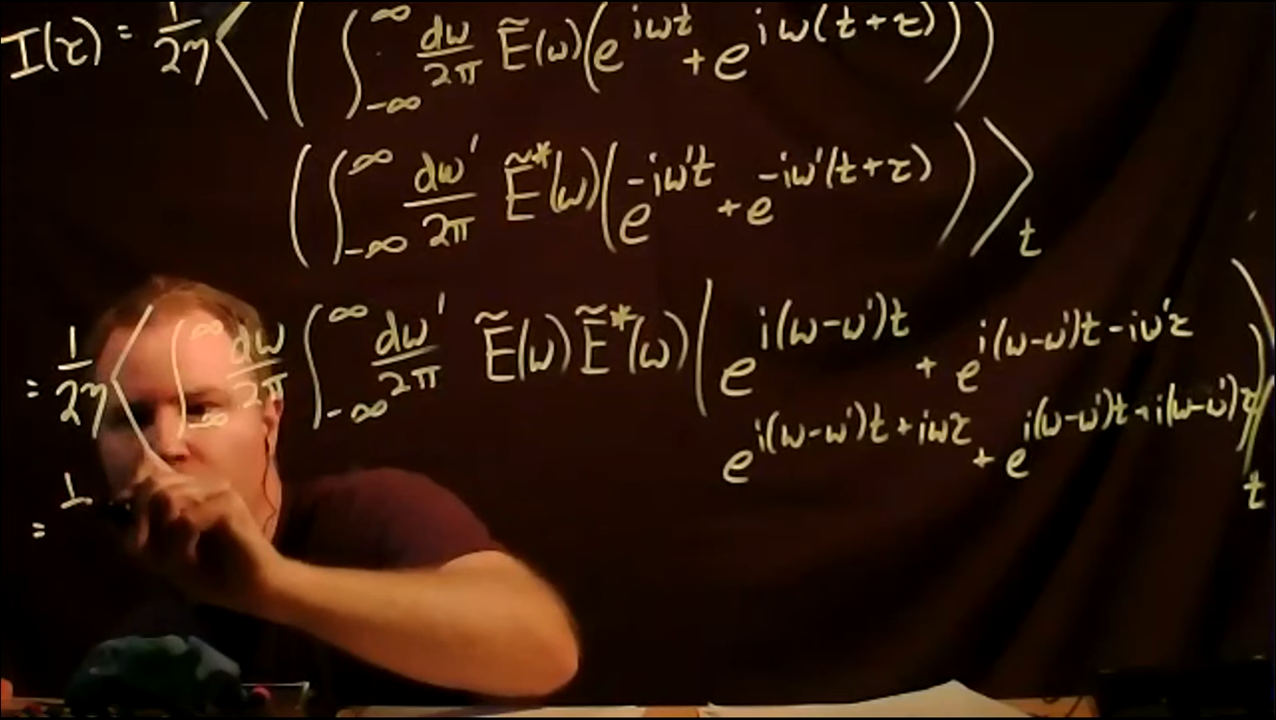 I(τ) = 1/2η ⟨ ( ∫_{-∞}^{∞} dω/2π Ẽ(ω)(e^{iωt} + e^{iω(t+τ)}) )
( ∫_{-∞}^{∞} dω'/2π Ẽ*(ω)(e^{-iω't} + e^{-iω'(t+τ)}) ) ⟩_t
= 1/2η ⟨ ∫_{-∞}^{∞} dω/2π ∫_{-∞}^{∞} dω'/2π Ẽ(ω)Ẽ*(ω)( e^{i(ω-ω')t} + e^{i(ω-ω')t-iω'τ}
e^{i(ω-ω')t+iωτ} + e^{i(ω-ω')t+i(ω-ω')τ} ) ⟩_t
= 1